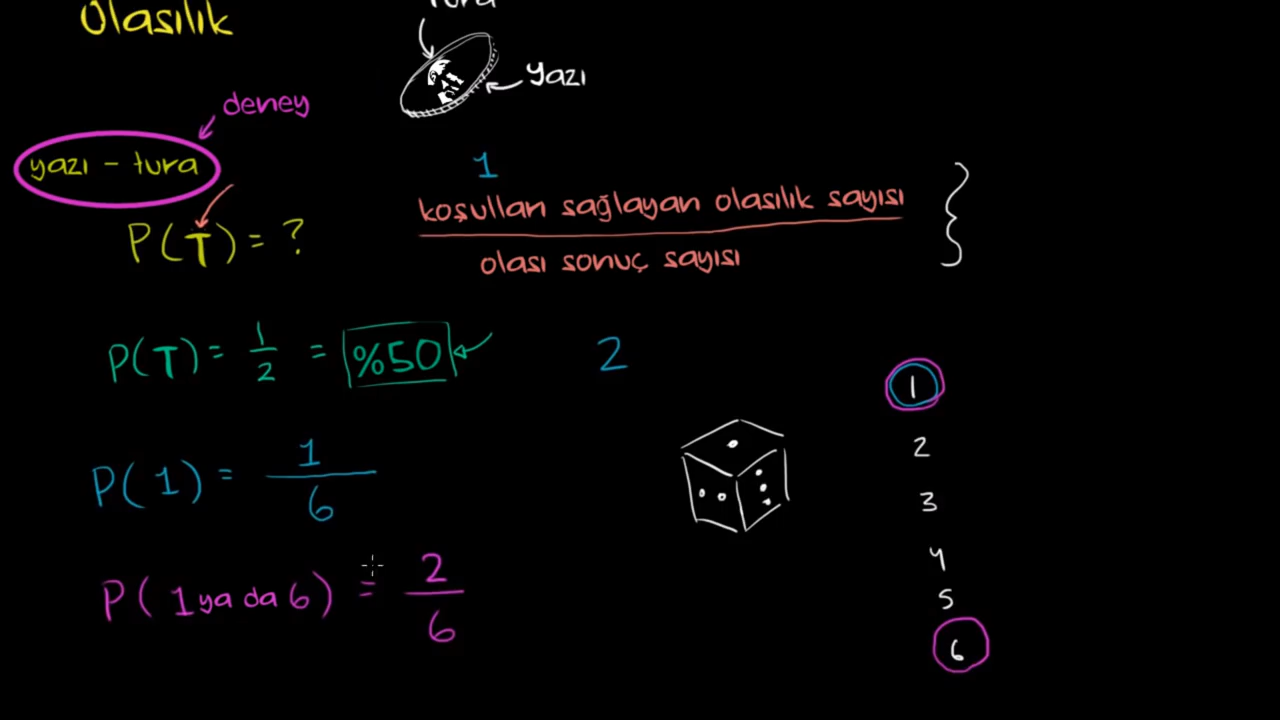 Olasılık
tura
yazı
deney
yazı - tura
P(T) = ?
1
koşulları sağlayan olasılık sayısı
olası sonuç sayısı
P(T) = 1/2 = %50
2
P(1) = 1/6
P(1 ya da 6) = 2/6
1
2
3
4
5
6